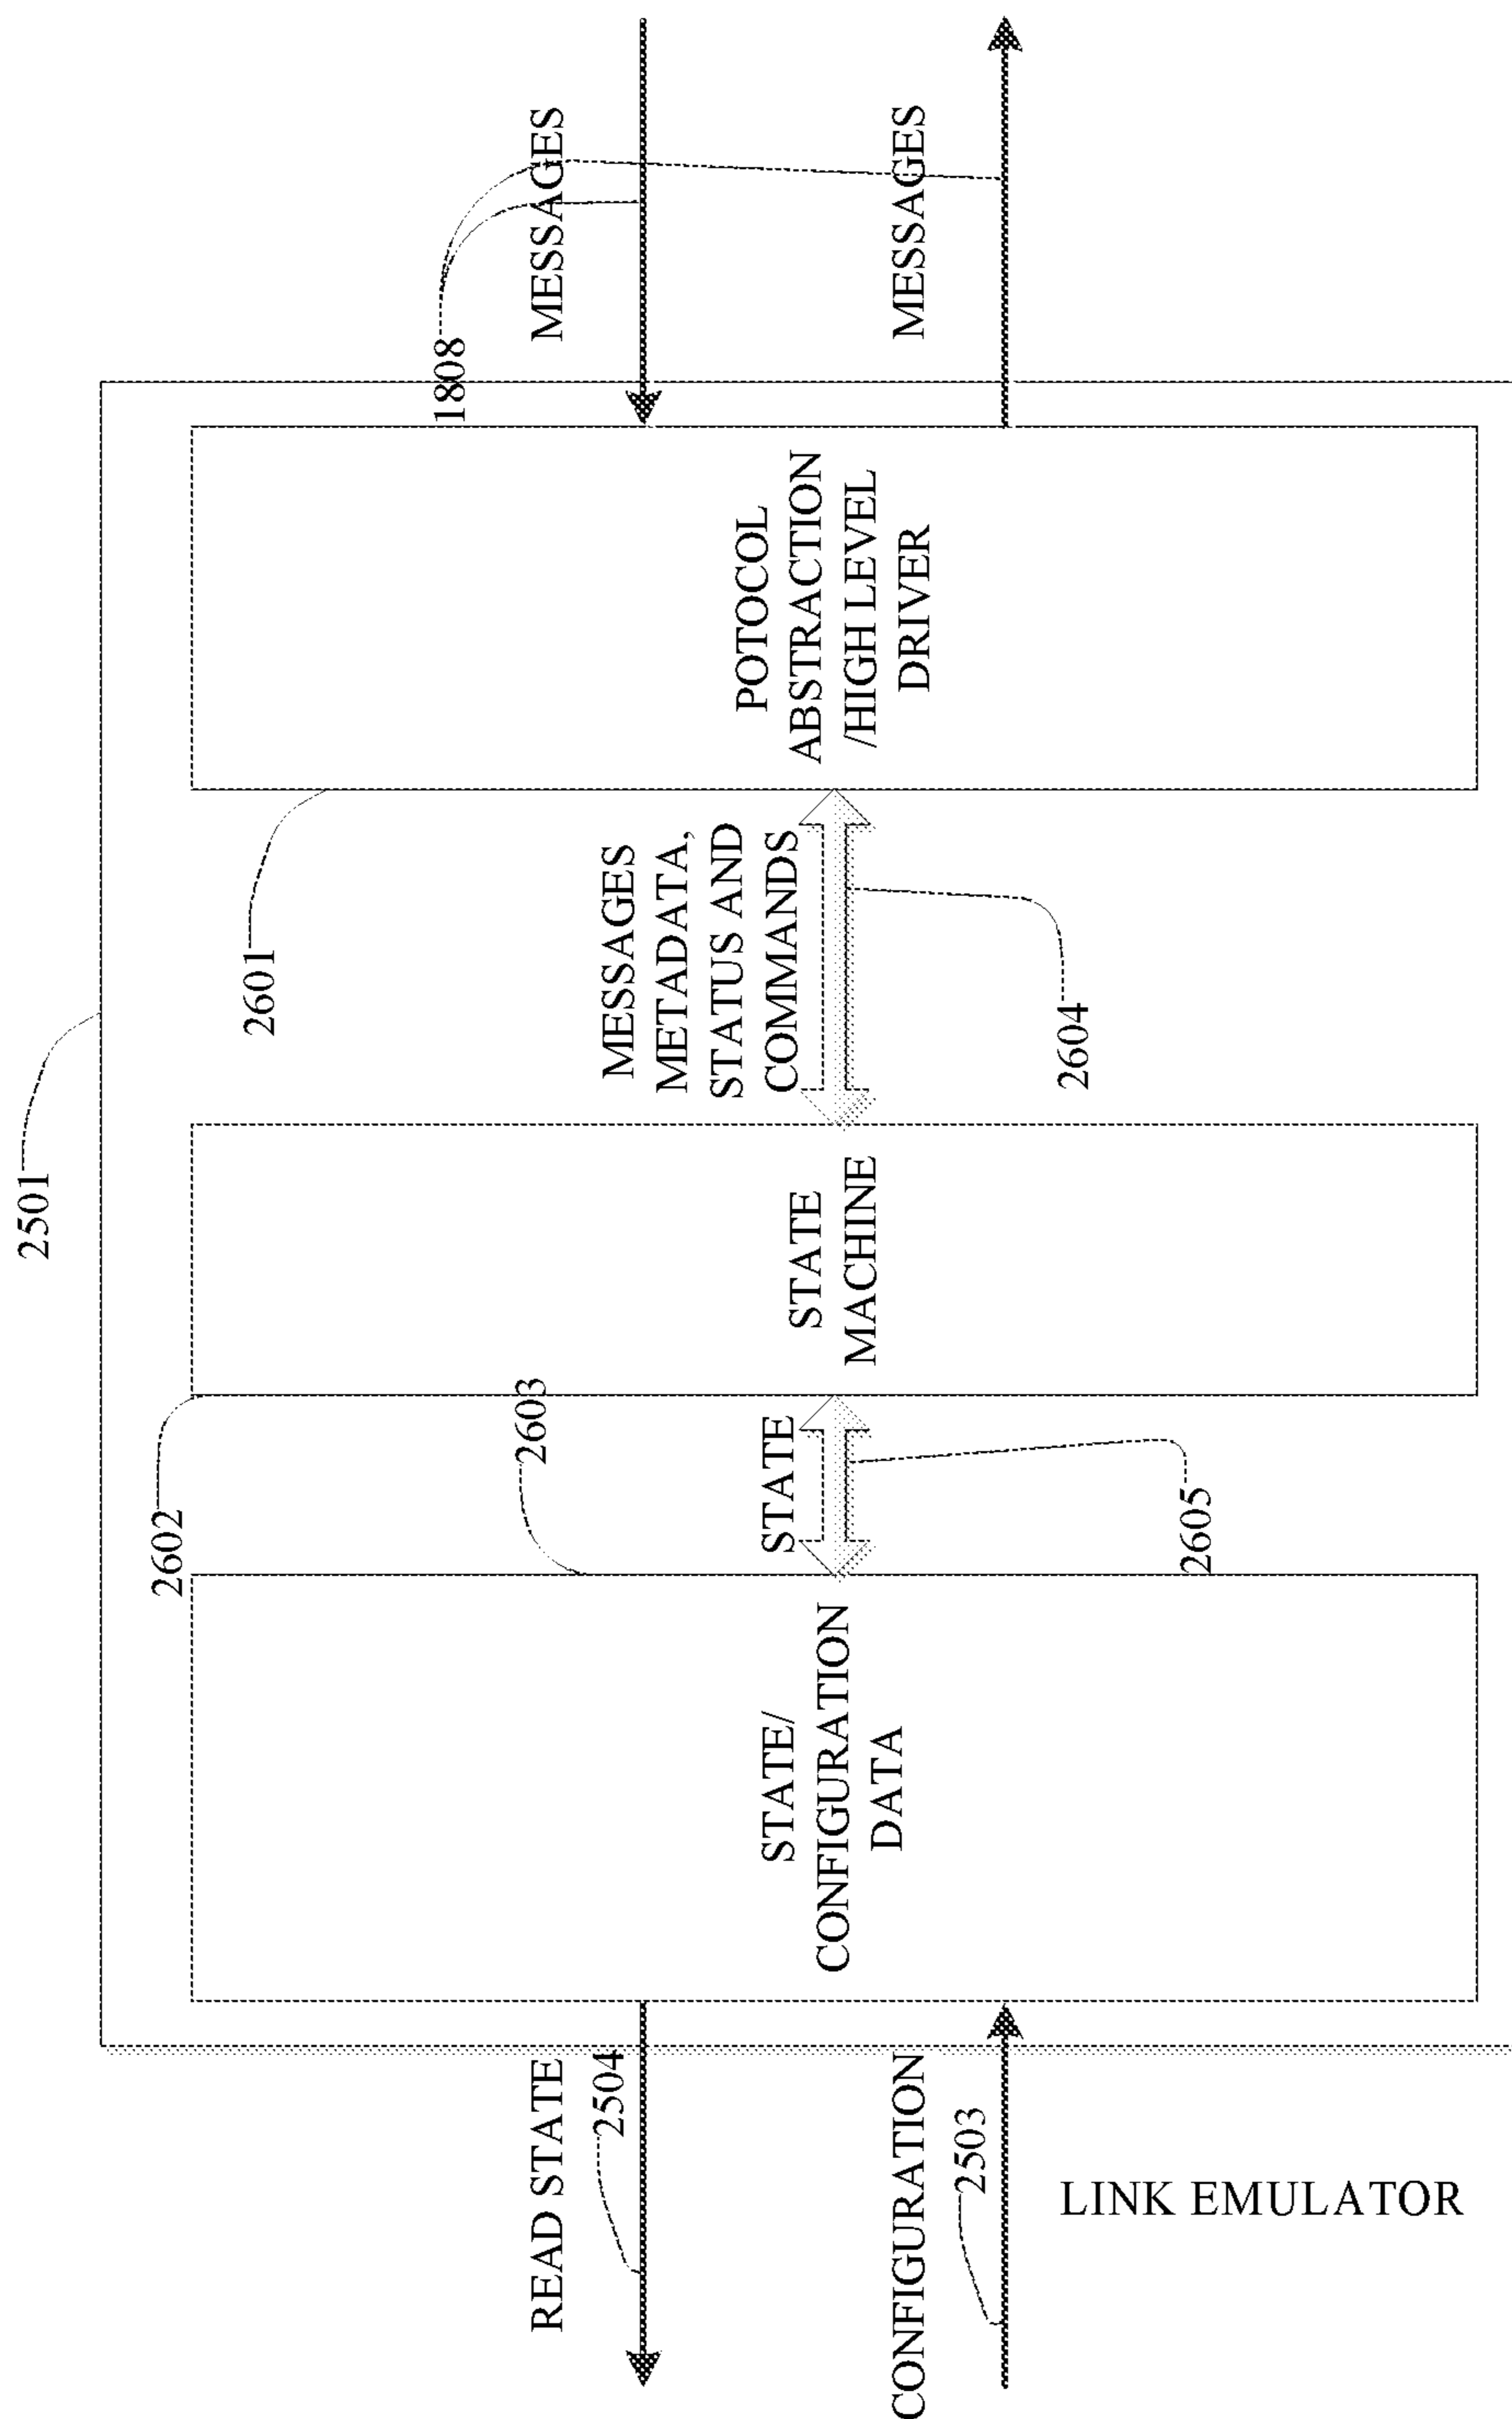 2501
2602
2601
2603
1808
READ STATE
2504
MESSAGES
MESSAGES
METADATA,
STATUS AND
COMMANDS
STATE/
CONFIGURATION
DATA
STATE
STATE
MACHINE
POTOCOL
ABSTRACTION
/HIGH LEVEL
DRIVER
CONFIGURATION
2503
MESSAGES
2604
2605
LINK EMULATOR